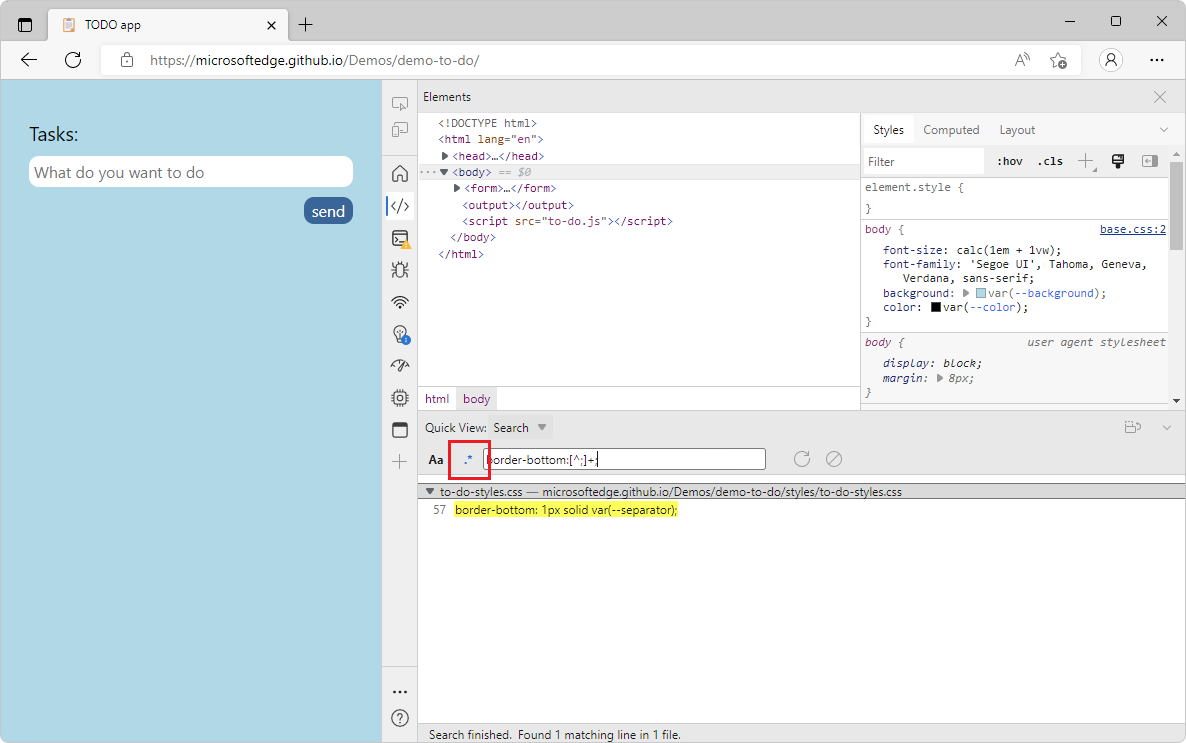 TODO app
https://microsoftedge.github.io/Demos/demo-to-do/
Tasks:
What do you want to do
send
Elements
<!DOCTYPE html>
<html lang="en">
<head>…</head>
<body> == $0
<form>…</form>
<output></output>
<script src="to-do.js"></script>
</body>
</html>
html body
Styles Computed Layout
Filter :hov .cls
element.style {
}
body { base.css:2
font-size: calc(1em + 1vw);
font-family: 'Segoe UI', Tahoma, Geneva,
Verdana, sans-serif;
background: var(--background);
color: var(--color);
}
body { user agent stylesheet
display: block;
margin: 8px;
}
Quick View: Search
Aa .* border-bottom:[^;]+;
to-do-styles.css — microsoftedge.github.io/Demos/demo-to-do/styles/to-do-styles.css
57 border-bottom: 1px solid var(--separator);
Search finished. Found 1 matching line in 1 file.